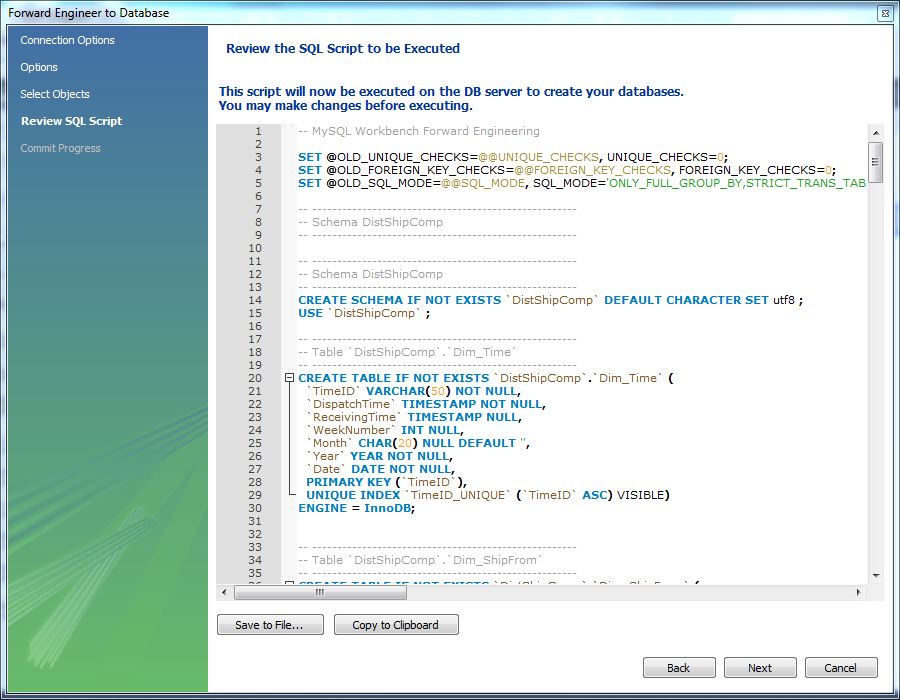 Forward Engineer to Database
Connection Options
Options
Select Objects
Review SQL Script
Commit Progress
Review the SQL Script to be Executed
This script will now be executed on the DB server to create your databases.
You may make changes before executing.
1 -- MySQL Workbench Forward Engineering
2
3 SET @OLD_UNIQUE_CHECKS=@@UNIQUE_CHECKS, UNIQUE_CHECKS=0;
4 SET @OLD_FOREIGN_KEY_CHECKS=@@FOREIGN_KEY_CHECKS, FOREIGN_KEY_CHECKS=0;
5 SET @OLD_SQL_MODE=@@SQL_MODE, SQL_MODE='ONLY_FULL_GROUP_BY,STRICT_TRANS_TAB
6
7 -- -----------------------------------------------------
8 -- Schema DistShipComp
9 -- -----------------------------------------------------
10
11 -- -----------------------------------------------------
12 -- Schema DistShipComp
13 -- -----------------------------------------------------
14 CREATE SCHEMA IF NOT EXISTS `DistShipComp` DEFAULT CHARACTER SET utf8 ;
15 USE `DistShipComp` ;
16
17 -- -----------------------------------------------------
18 -- Table `DistShipComp`.`Dim_Time`
19 -- -----------------------------------------------------
20 CREATE TABLE IF NOT EXISTS `DistShipComp`.`Dim_Time` (
21 `TimeID` VARCHAR(50) NOT NULL,
22 `DispatchTime` TIMESTAMP NOT NULL,
23 `ReceivingTime` TIMESTAMP NULL,
24 `WeekNumber` INT NULL,
25 `Month` CHAR(20) NULL DEFAULT '',
26 `Year` YEAR NOT NULL,
27 `Date` DATE NOT NULL,
28 PRIMARY KEY (`TimeID`),
29 UNIQUE INDEX `TimeID_UNIQUE` (`TimeID` ASC) VISIBLE)
30 ENGINE = InnoDB;
31
32
33 -- -----------------------------------------------------
34 -- Table `DistShipComp`.`Dim_ShipFrom`
35 -- -----------------------------------------------------
36 CREATE TABLE IF NOT EXISTS `DistShipComp`.`Dim_ShipFrom` (
Save to File...
Copy to Clipboard
Back
Next
Cancel